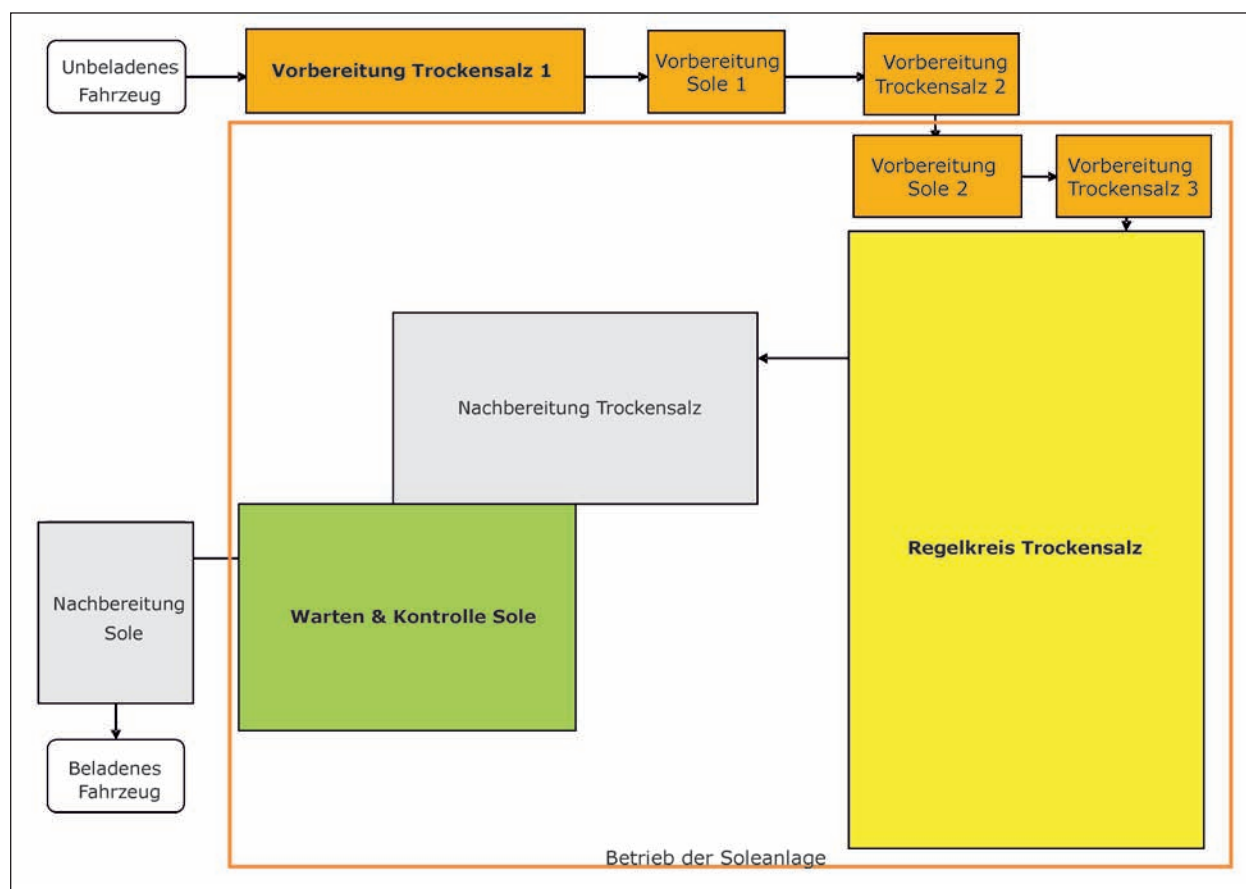 Unbeladenes
Fahrzeug
Vorbereitung Trockensalz 1
Vorbereitung
Sole 1
Vorbereitung
Trockensalz 2
Vorbereitung
Sole 2
Vorbereitung
Trockensalz 3
Regelkreis Trockensalz
Nachbereitung Trockensalz
Warten & Kontrolle Sole
Nachbereitung
Sole
Beladenes
Fahrzeug
Betrieb der Soleanlage